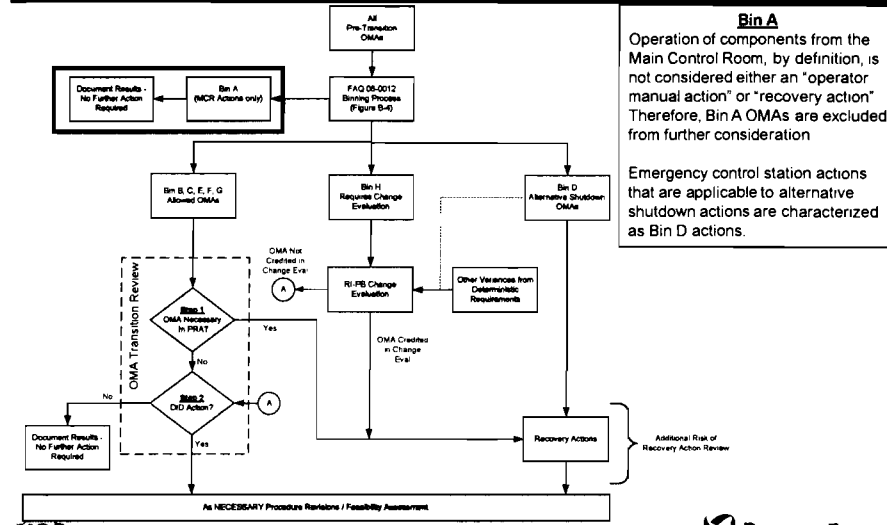 All
Pre-Transition
OMAs
Document Results -
No Further Action
Required
Bin A
(MCR Actions only)
FAQ 06-0012
Binning Process
(Figure B-4)
Bin B, C, E, F, G
Allowed OMAs
Bin H
Requires Change
Evaluation
Bin D
Alternative Shutdown
OMAs
OMA Transition Review
OMA Not
Credited in
Change Eval
A
RI-PB Change
Evaluation
Other Variances from
Deterministic
Requirements
Step 1
OMA Necessary
in PRA?
Yes
No
OMA Credited
in Change
Eval
Step 2
DID Action?
No
A
Yes
Document Results -
No Further Action
Required
Recovery Actions
Additional Risk of
Recovery Action Review
As NECESSARY Procedure Revisions / Feasibility Assessment
Bin A
Operation of components from the
Main Control Room, by definition, is
not considered either an "operator
manual action" or "recovery action"
Therefore, Bin A OMAs are excluded
from further consideration
Emergency control station actions
that are applicable to alternative
shutdown actions are characterized
as Bin D actions.